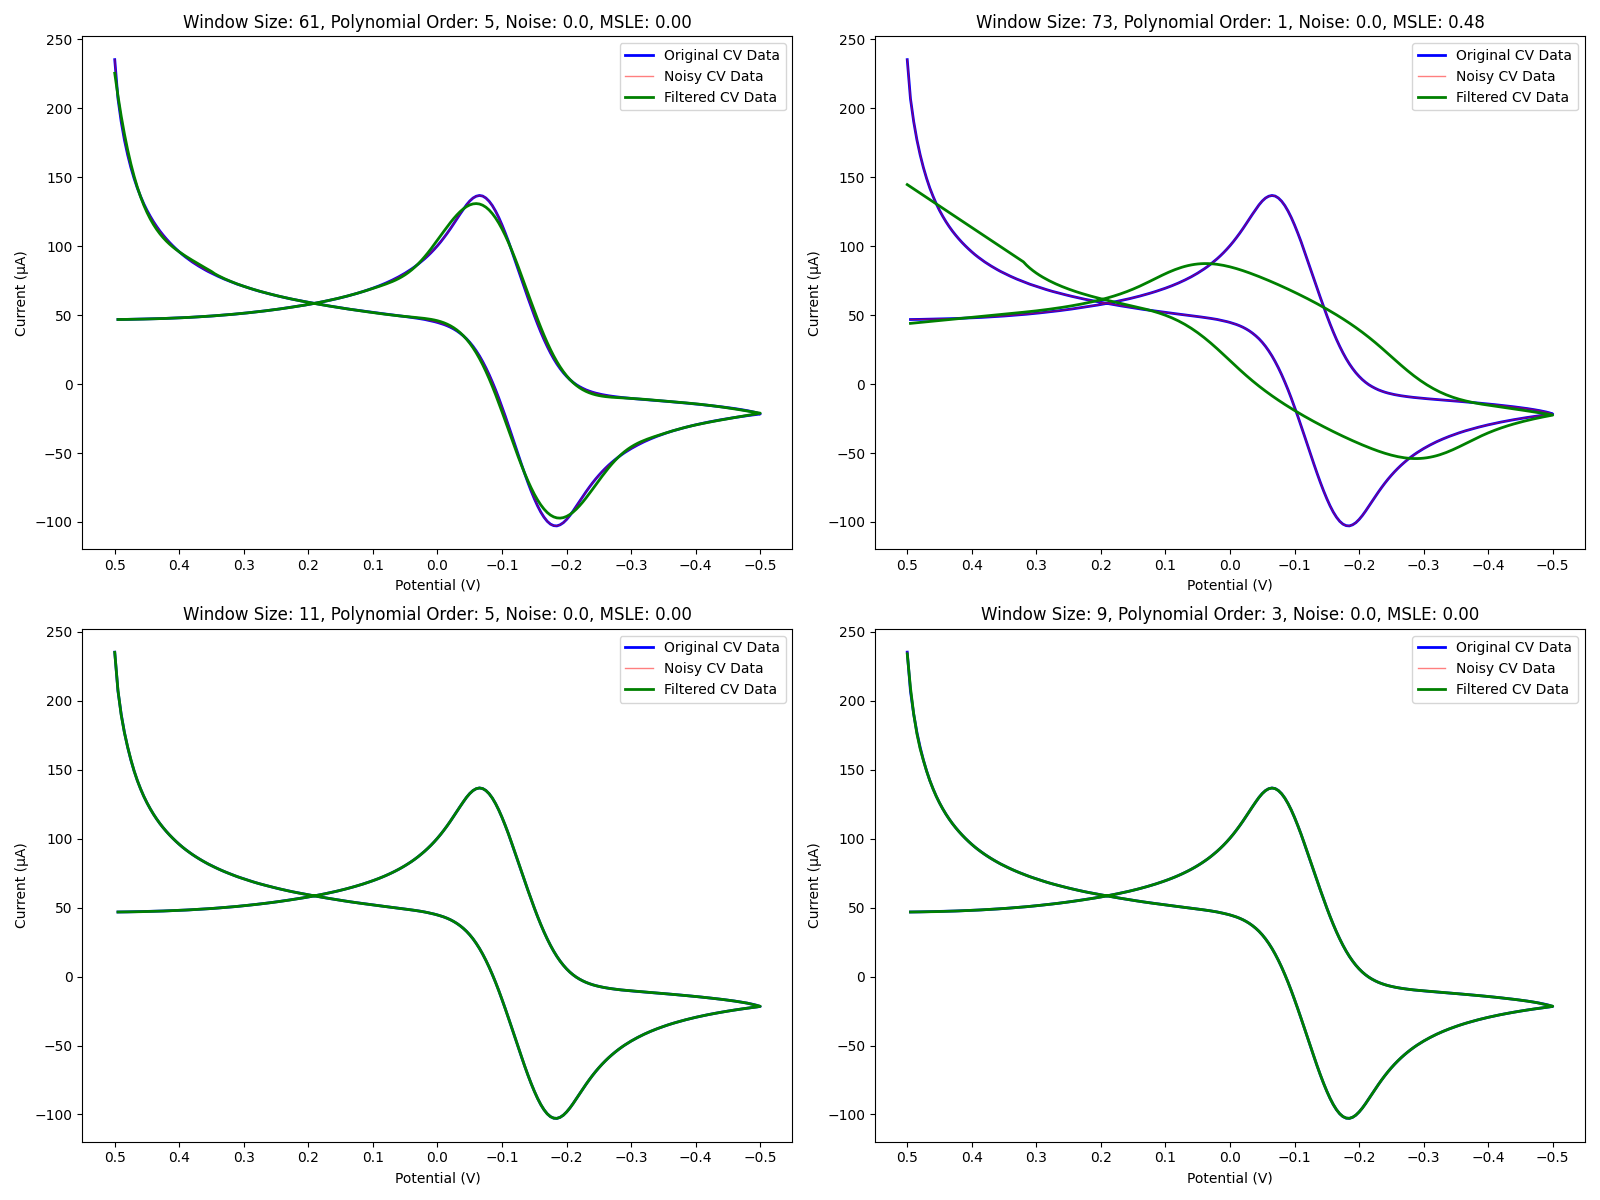 Window Size: 61, Polynomial Order: 5, Noise: 0.0, MSLE: 0.00
250
200
150
100
50
0
−50
−100
Current (μA)
0.5 0.4 0.3 0.2 0.1 0.0 −0.1 −0.2 −0.3 −0.4 −0.5
Potential (V)
Original CV Data
Noisy CV Data
Filtered CV Data
Window Size: 73, Polynomial Order: 1, Noise: 0.0, MSLE: 0.48
250
200
150
100
50
0
−50
−100
Current (μA)
0.5 0.4 0.3 0.2 0.1 0.0 −0.1 −0.2 −0.3 −0.4 −0.5
Potential (V)
Original CV Data
Noisy CV Data
Filtered CV Data
Window Size: 11, Polynomial Order: 5, Noise: 0.0, MSLE: 0.00
250
200
150
100
50
0
−50
−100
Current (μA)
0.5 0.4 0.3 0.2 0.1 0.0 −0.1 −0.2 −0.3 −0.4 −0.5
Potential (V)
Original CV Data
Noisy CV Data
Filtered CV Data
Window Size: 9, Polynomial Order: 3, Noise: 0.0, MSLE: 0.00
250
200
150
100
50
0
−50
−100
Current (μA)
0.5 0.4 0.3 0.2 0.1 0.0 −0.1 −0.2 −0.3 −0.4 −0.5
Potential (V)
Original CV Data
Noisy CV Data
Filtered CV Data